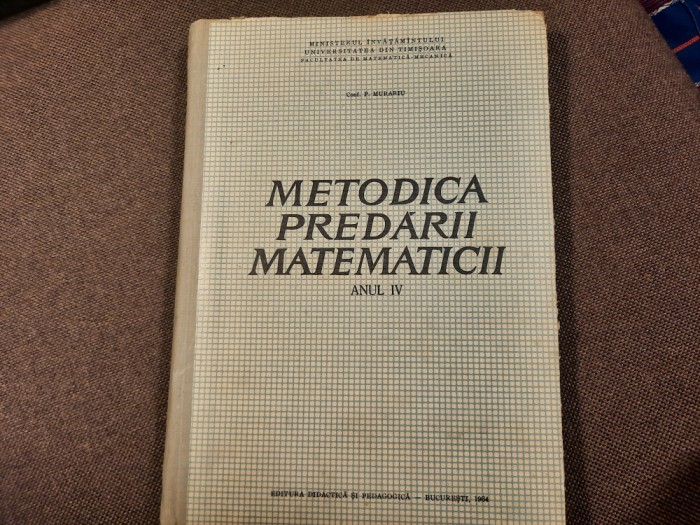 MINISTERUL ÎNVĂŢĂMÎNTULUI
UNIVERSITATEA DIN TIMIŞOARA
FACULTATEA DE MATEMATICĂ-MECANICĂ
Conf. P. MURARIU
METODICA
PREDĂRII
MATEMATICII
ANUL IV
EDITURA DIDACTICĂ ŞI PEDAGOGICĂ — BUCUREŞTI, 1964